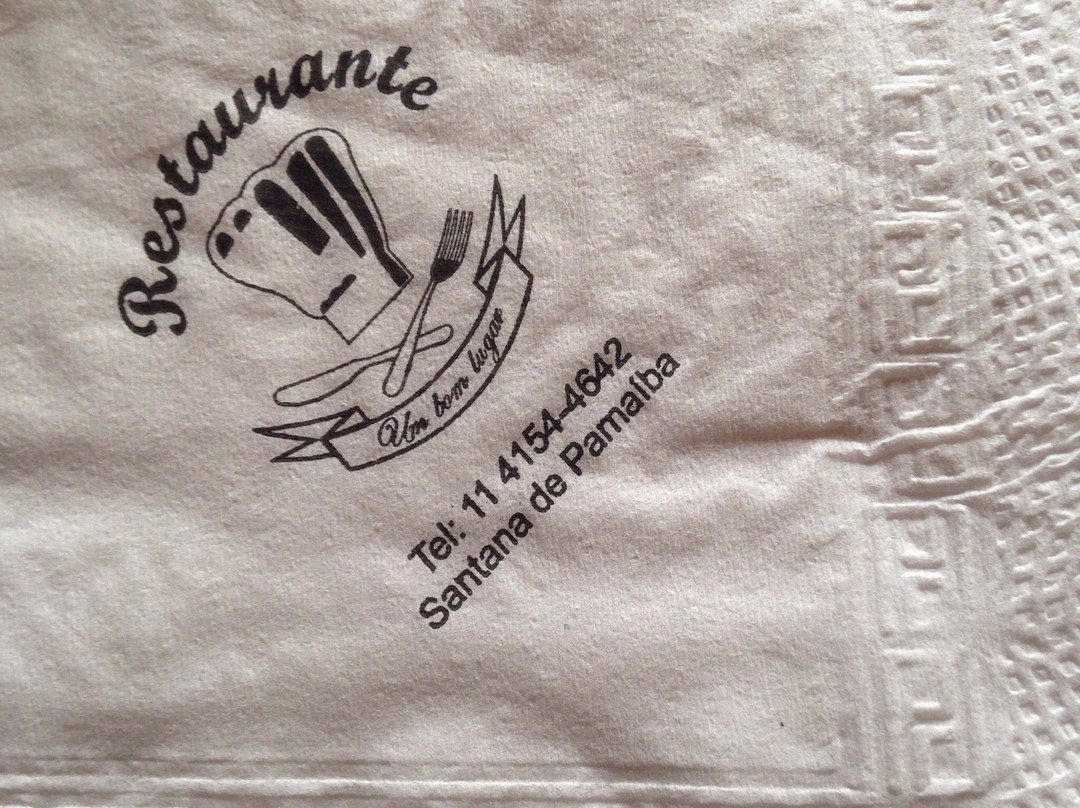 Restaurante
Um bom lugar
Tel: 11 4154-4642
Santana de Parnaíba